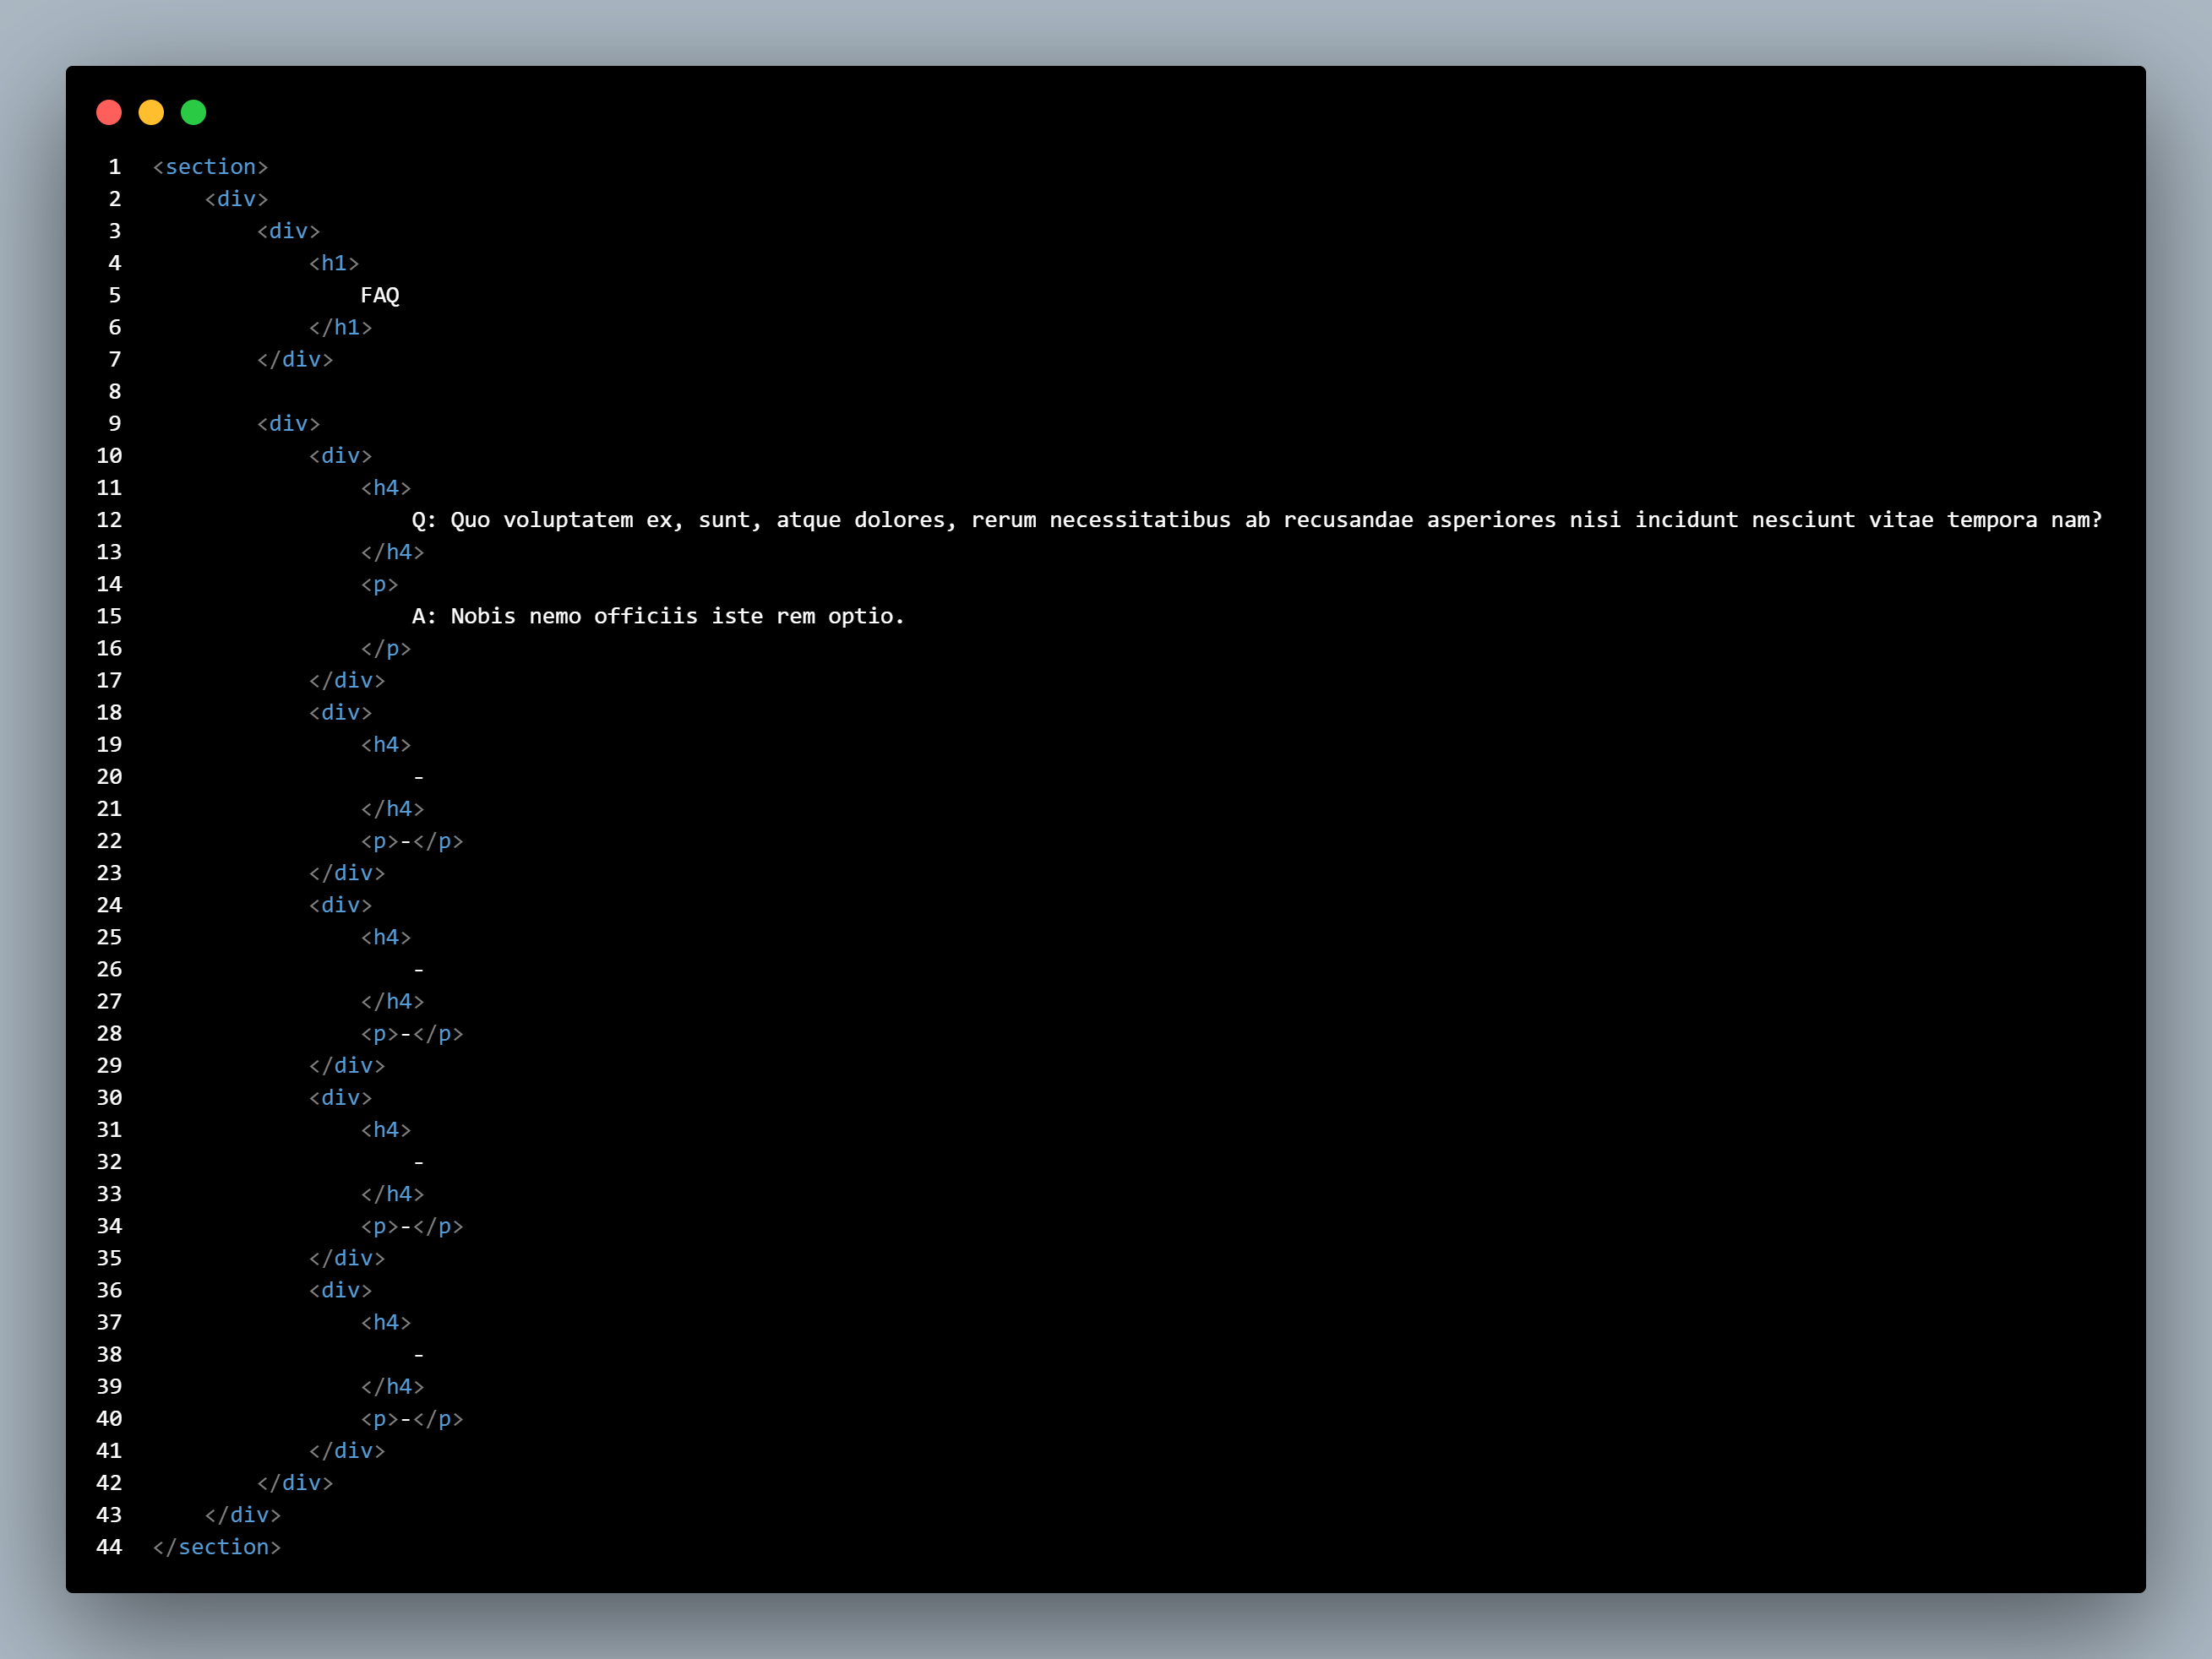 1 <section>
2     <div>
3         <div>
4             <h1>
5                 FAQ
6             </h1>
7         </div>
8
9         <div>
10             <div>
11                 <h4>
12                     Q: Quo voluptatem ex, sunt, atque dolores, rerum necessitatibus ab recusandae asperiores nisi incidunt nesciunt vitae tempora nam?
13                 </h4>
14                 <p>
15                     A: Nobis nemo officiis iste rem optio.
16                 </p>
17             </div>
18             <div>
19                 <h4>
20                     -
21                 </h4>
22                 <p>-</p>
23             </div>
24             <div>
25                 <h4>
26                     -
27                 </h4>
28                 <p>-</p>
29             </div>
30             <div>
31                 <h4>
32                     -
33                 </h4>
34                 <p>-</p>
35             </div>
36             <div>
37                 <h4>
38                     -
39                 </h4>
40                 <p>-</p>
41             </div>
42         </div>
43     </div>
44 </section>